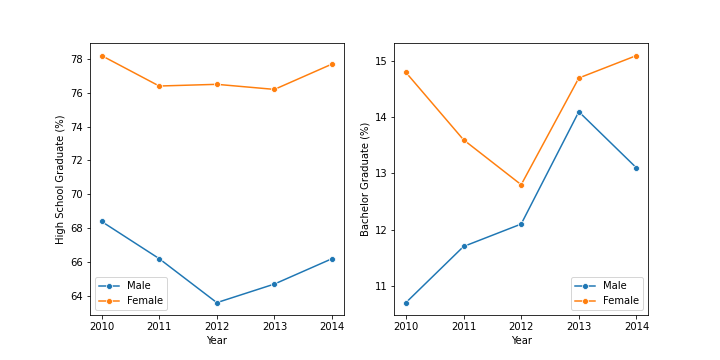 High School Graduate (%)
78
76
74
72
70
68
66
64
2010 2011 2012 2013 2014
Year
Male
Female
Bachelor Graduate (%)
15
14
13
12
11
2010 2011 2012 2013 2014
Year
Male
Female